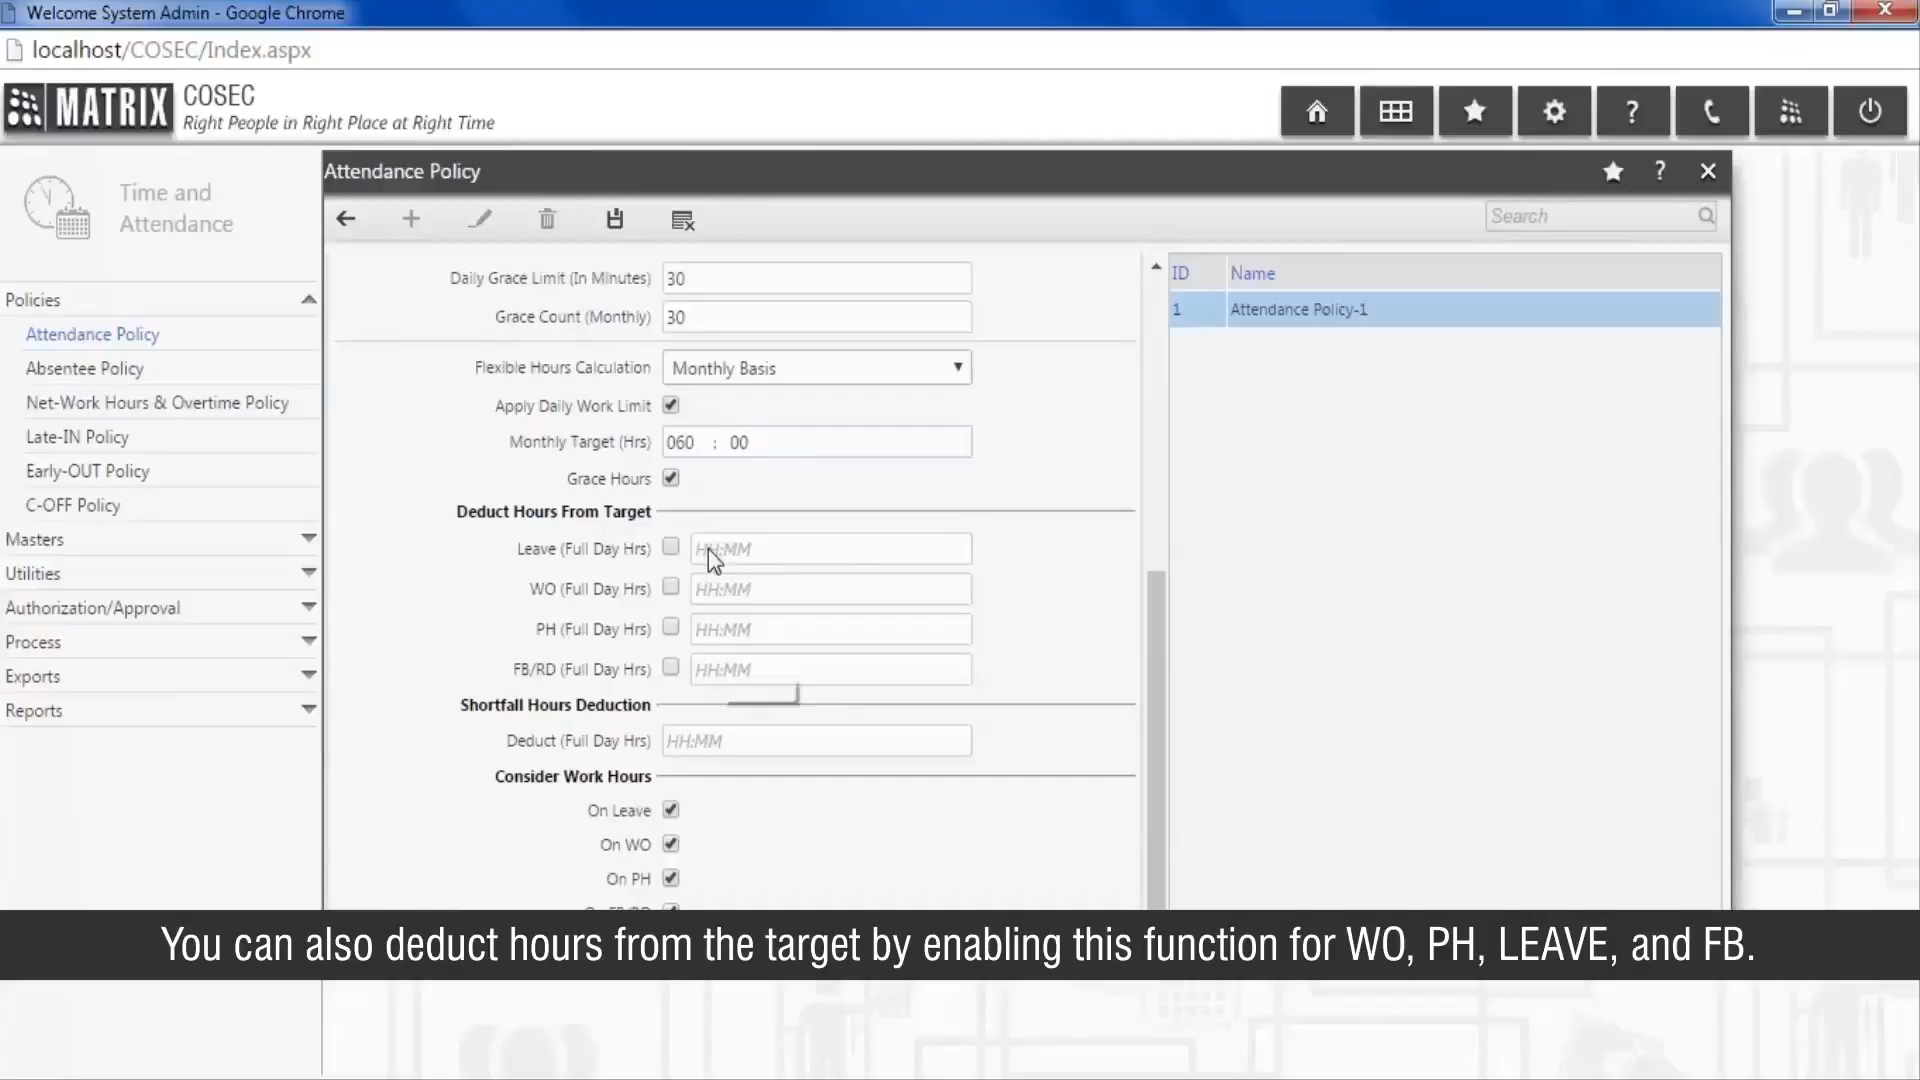 Welcome System Admin - Google Chrome
localhost/COSEC/Index.aspx
MATRIX
COSEC
Right People in Right Place at Right Time
?
Time and
Attendance
Policies
Attendance Policy
Absentee Policy
Net-Work Hours & Overtime Policy
Late-IN Policy
Early-OUT Policy
C-OFF Policy
Masters
Utilities
Authorization/Approval
Process
Exports
Reports
Attendance Policy
?
Search
Daily Grace Limit (In Minutes) 30
Grace Count (Monthly) 30
Flexible Hours Calculation Monthly Basis
Apply Daily Work Limit
Monthly Target (Hrs) 060 : 00
Grace Hours
Deduct Hours From Target
Leave (Full Day Hrs) HH:MM
WO (Full Day Hrs) HH:MM
PH (Full Day Hrs) HH:MM
FB/RD (Full Day Hrs) HH:MM
Shortfall Hours Deduction
Deduct (Full Day Hrs) HH:MM
Consider Work Hours
On Leave
On WO
On PH
ID Name
1 Attendance Policy-1
You can also deduct hours from the target by enabling this function for WO, PH, LEAVE, and FB.